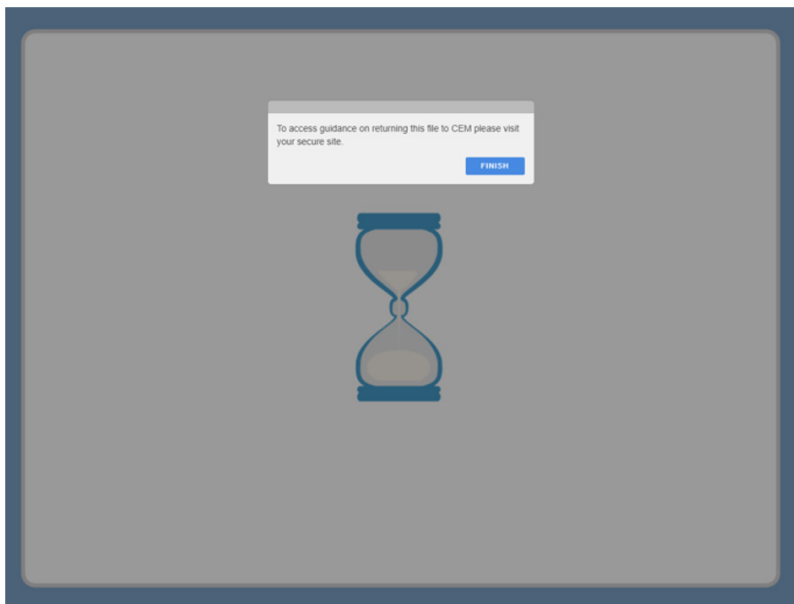 To access guidance on returning this file to CEM please visit
your secure site.
FINISH